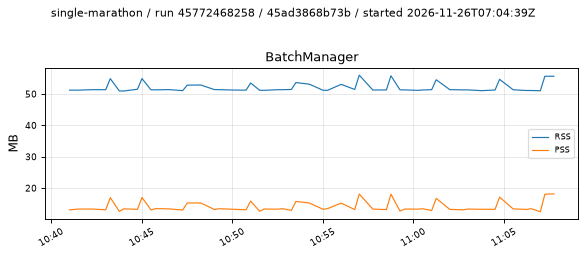 single-marathon / run 45772468258 / 45ad3868b73b / started 2026-11-26T07:04:39Z
BatchManager
MB
50
40
30
20
RSS
PSS
10:40
10:45
10:50
10:55
11:00
11:05